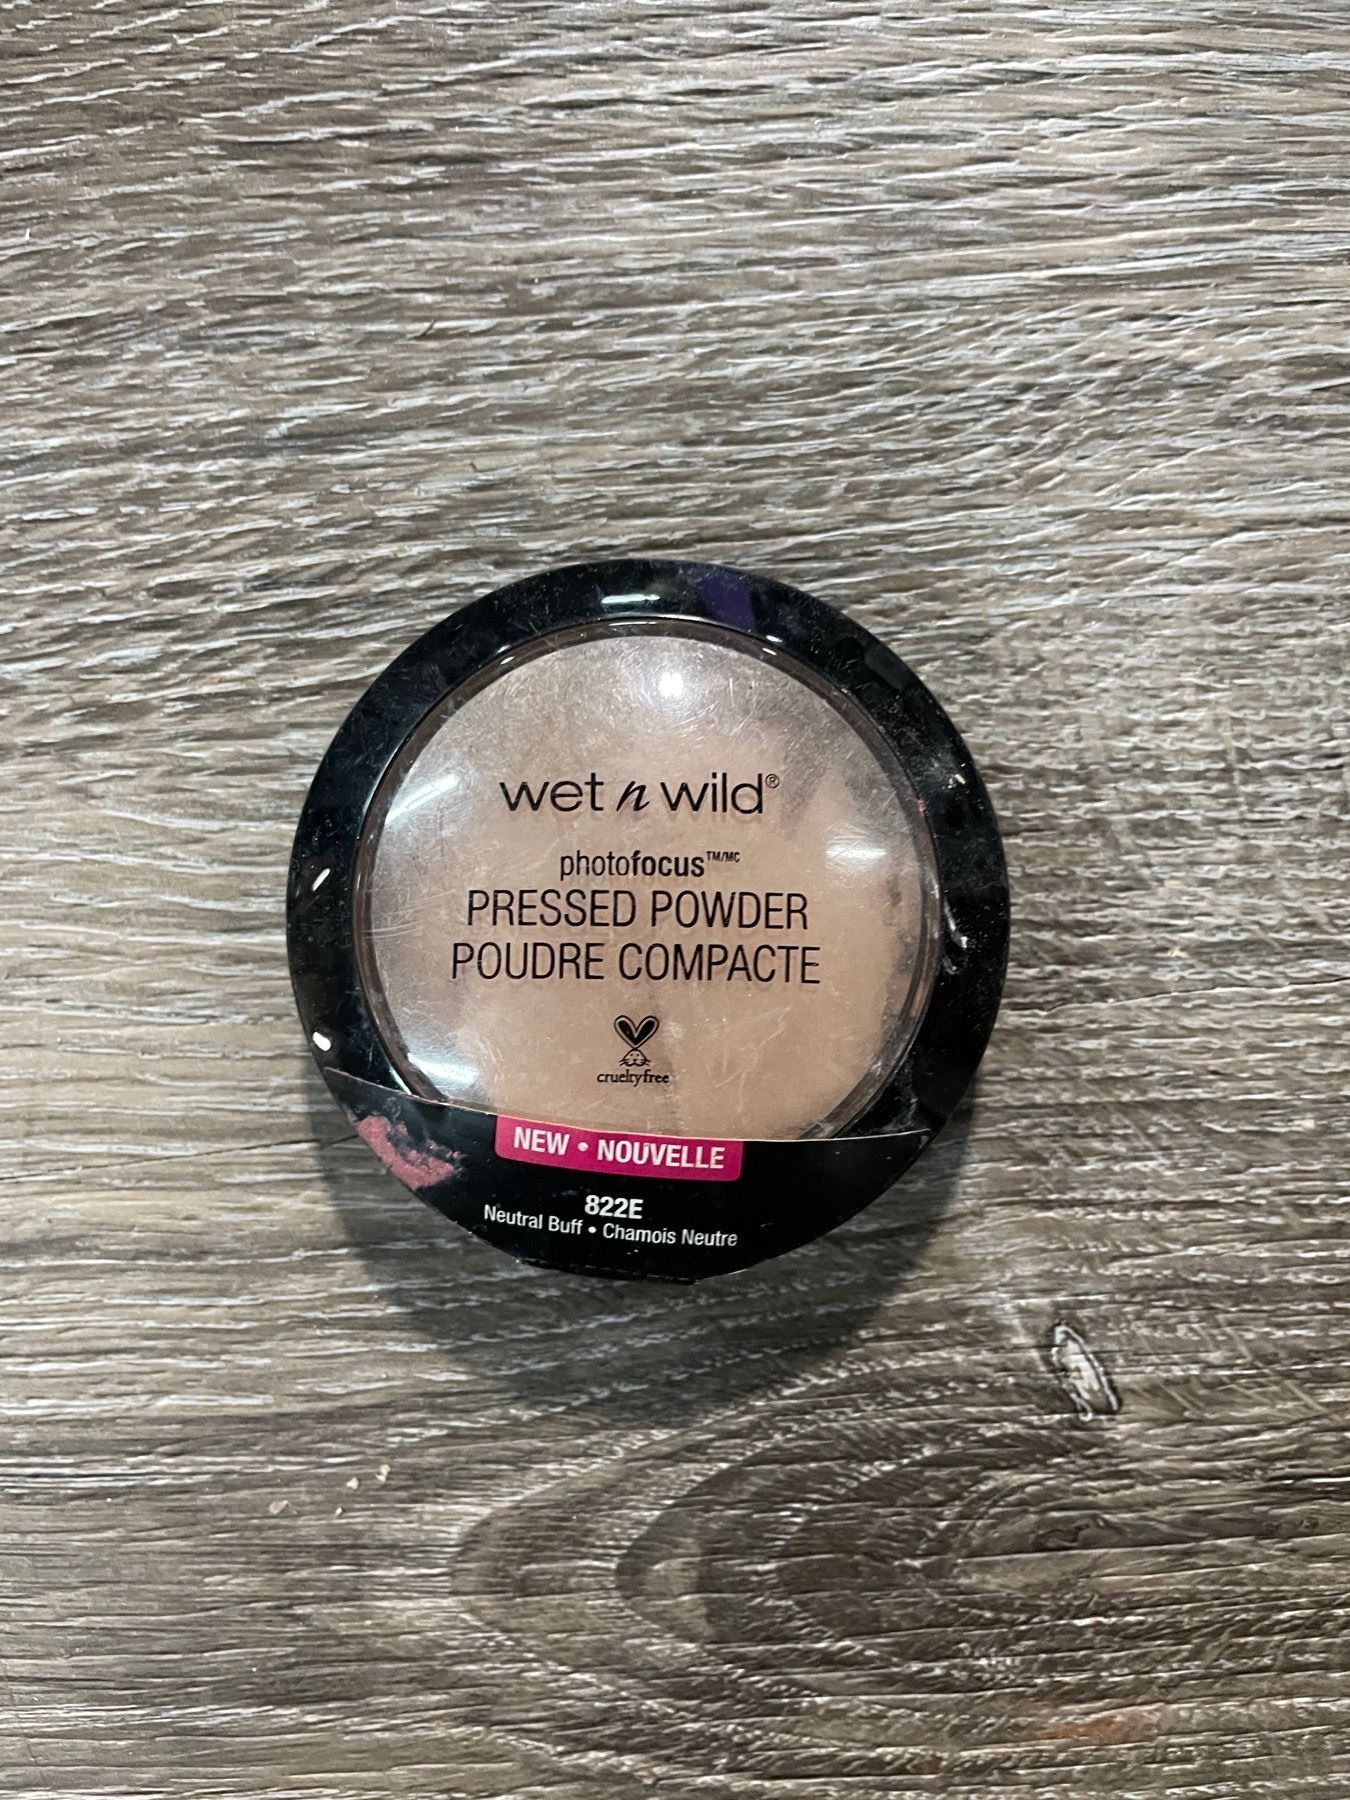 wet n wild®
photofocus™/MC
PRESSED POWDER
POUDRE COMPACTE
crueltyfree
NEW • NOUVELLE
822E
Neutral Buff • Chamois Neutre